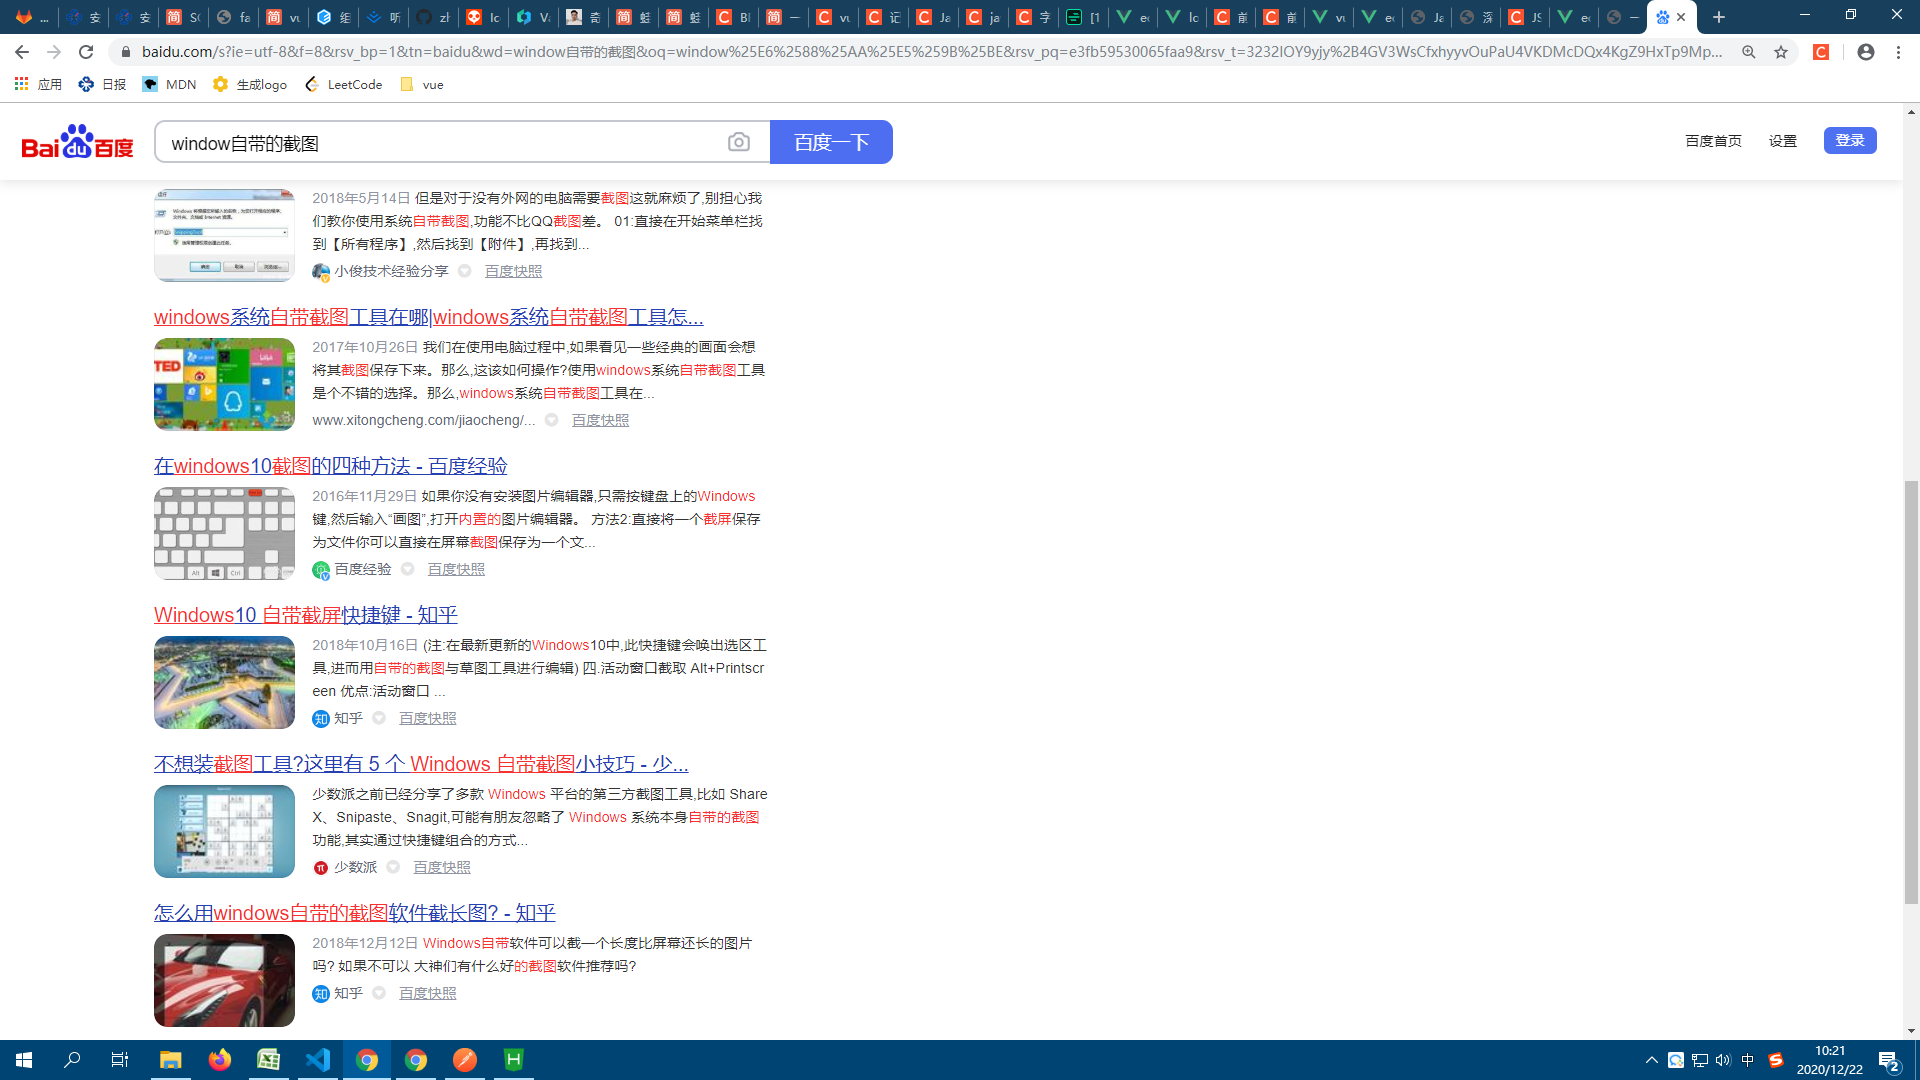 baidu.com/s?ie=utf-8&f=8&rsv_bp=1&tn=baidu&wd=window自带的截图&oq=window%25E6%2588%25AA%25E5%259B%25BE&rsv_pq=e3fb59530065faa9&rsv_t=3232IOY9yjy%2B4GV3WsCfxhyyvOuPaU4VKDMcDQx4KgZ9HxTp9Mp...
应用 日报 MDN 生成logo LeetCode vue
Bai du 百度 window自带的截图 百度一下 百度首页 设置 登录
2018年5月14日 但是对于没有外网的电脑需要截图这就麻烦了,别担心我
们教你使用系统自带截图,功能不比QQ截图差。 01:直接在开始菜单栏找
到【所有程序】,然后找到【附件】,再找到...
小俊技术经验分享 百度快照
windows系统自带截图工具在哪|windows系统自带截图工具怎...
2017年10月26日 我们在使用电脑过程中,如果看见一些经典的画面会想
将其截图保存下来。那么,这该如何操作?使用windows系统自带截图工具
是个不错的选择。那么,windows系统自带截图工具在...
www.xitongcheng.com/jiaocheng/... 百度快照
在windows10截图的四种方法 - 百度经验
2016年11月29日 如果你没有安装图片编辑器,只需按键盘上的Windows
键,然后输入“画图”,打开内置的图片编辑器。 方法2:直接将一个截屏保存
为文件你可以直接在屏幕截图保存为一个文...
百度经验 百度快照
Windows10 自带截屏快捷键 - 知乎
2018年10月16日 (注:在最新更新的Windows10中,此快捷键会唤出选区工
具,进而用自带的截图与草图工具进行编辑) 四.活动窗口截取 Alt+Printscr
een 优点:活动窗口 ...
知乎 百度快照
不想装截图工具?这里有 5 个 Windows 自带截图小技巧 - 少...
少数派之前已经分享了多款 Windows 平台的第三方截图工具,比如 Share
X、Snipaste、Snagit,可能有朋友忽略了 Windows 系统本身自带的截图
功能,其实通过快捷键组合的方式...
少数派 百度快照
怎么用windows自带的截图软件截长图? - 知乎
2018年12月12日 Windows自带软件可以截一个长度比屏幕还长的图片
吗? 如果不可以 大神们有什么好的截图软件推荐吗?
知乎 百度快照
中 10:21
2020/12/22 2